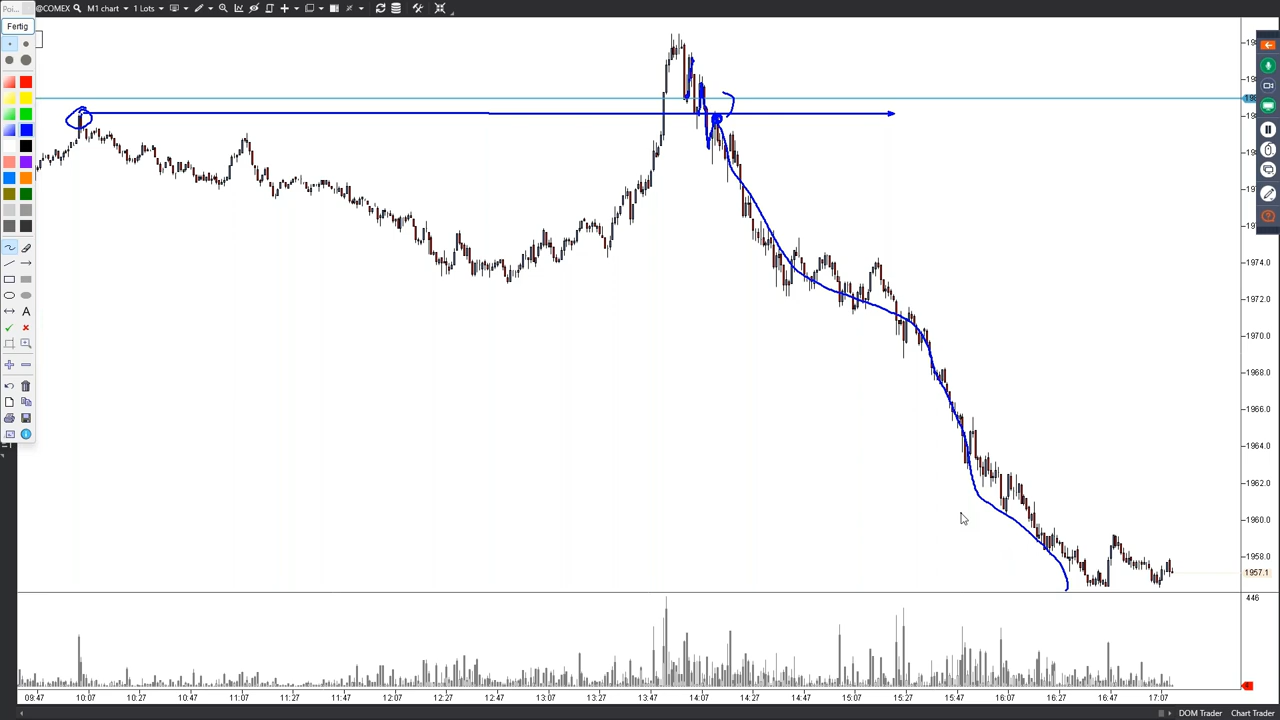 Poi...
@COMEX
M1 chart
1 Lots
Fertig
A
1974.0
1972.0
1970.0
1968.0
1966.0
1964.0
1962.0
1960.0
1958.0
1957.1
446
09:47 10:07 10:27 10:47 11:07 11:27 11:47 12:07 12:27 12:47 13:07 13:27 13:47 14:07 14:27 14:47 15:07 15:27 15:47 16:07 16:27 16:47 17:07
DOM Trader
Chart Trader